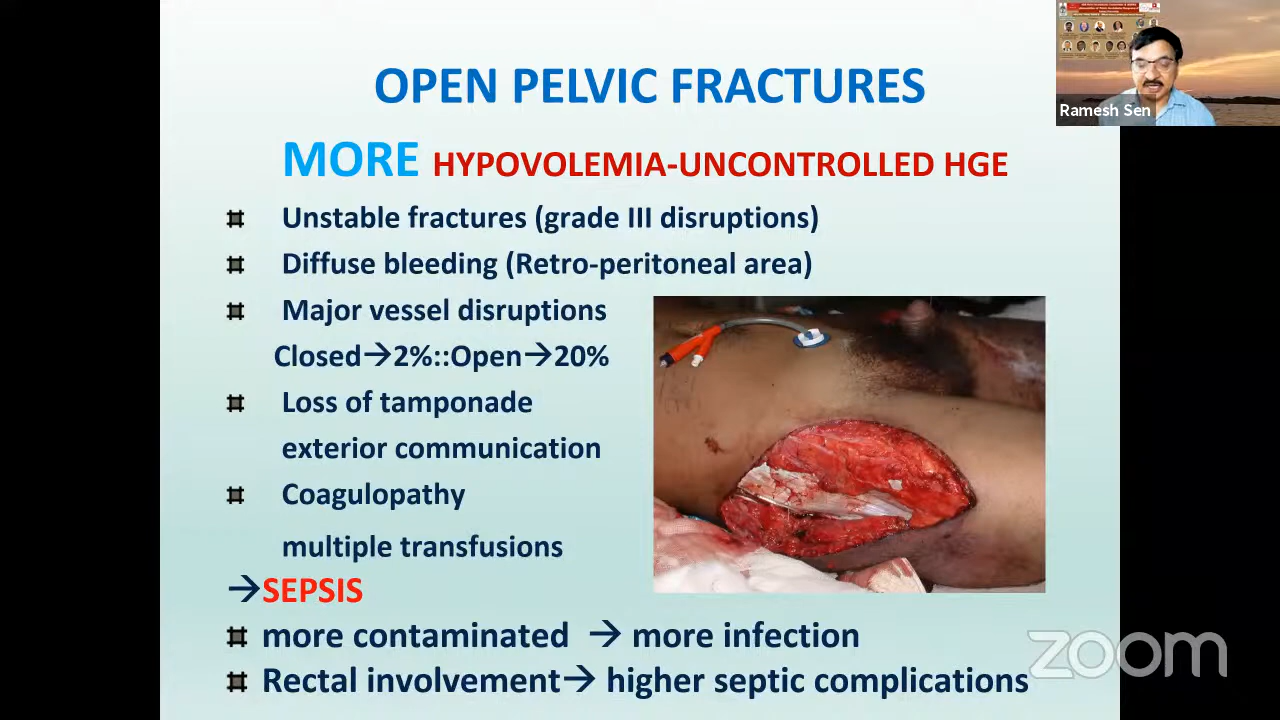 OPEN PELVIC FRACTURES
MORE HYPOVOLEMIA-UNCONTROLLED HGE
Unstable fractures (grade III disruptions)
Diffuse bleeding (Retro-peritoneal area)
Major vessel disruptions
Closed→2%::Open→20%
Loss of tamponade
exterior communication
Coagulopathy
multiple transfusions
→SEPSIS
more contaminated → more infection
Rectal involvement→ higher septic complications
Ramesh Sen
zoom